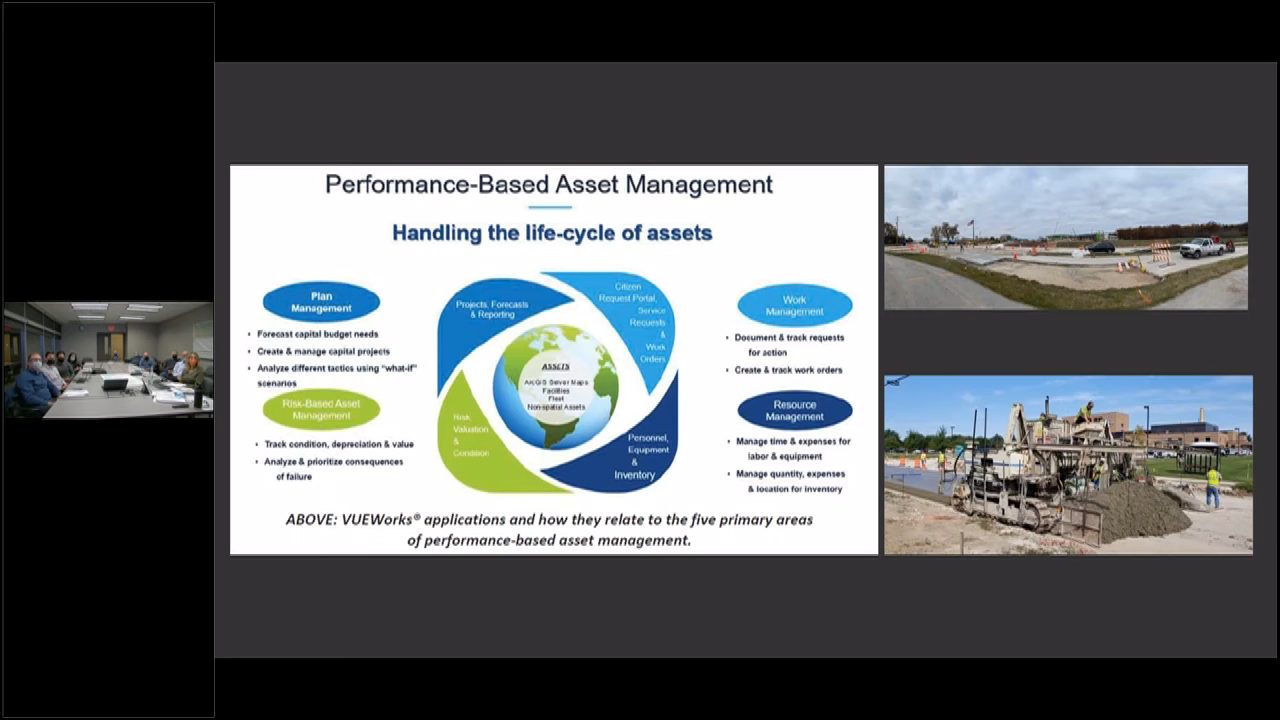 Performance-Based Asset Management
Handling the life-cycle of assets
Plan
Management
• Forecast capital budget needs
• Create & manage capital projects
• Analyze different tactics using "what-if"
scenarios
Risk-Based Asset
Management
• Track condition, depreciation & value
• Analyze & prioritize consequences
of failure
Projects, Forecasts
& Reporting
Citizen
Request Portal,
Service
Requests
&
Work
Orders
ASSETS
ArcGIS Server Maps
Facilities
Fleet
Non-spatial Assets
Risk,
Valuation
&
Condition
Personnel,
Equipment
&
Inventory
Work
Management
• Document & track requests
for action
• Create & track work orders
Resource
Management
• Manage time & expenses for
labor & equipment
• Manage quantity, expenses
& location for inventory
ABOVE: VUEWorks® applications and how they relate to the five primary areas
of performance-based asset management.